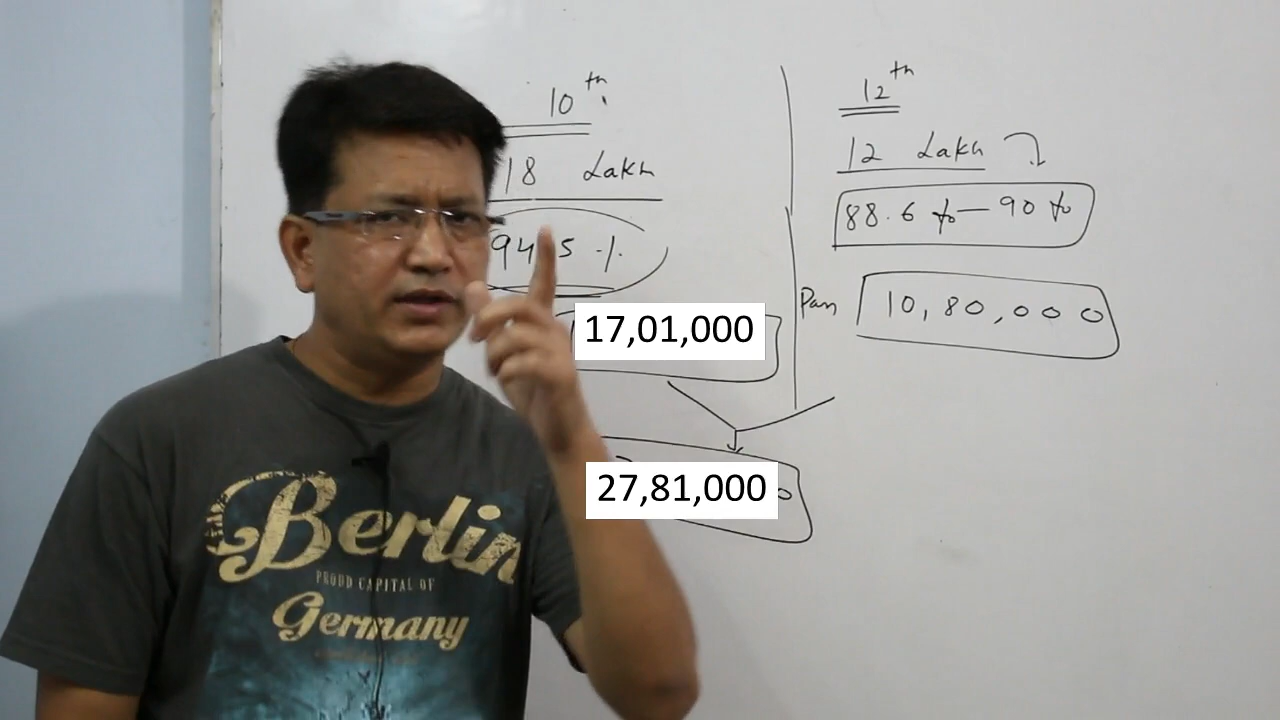 10th
18 Lakh
94.5 %
17,01,000
27,81,000
12th
12 Lakh
88.6 % — 90 %
Pass 10,80,000
Berlin
PROUD CAPITAL OF
Germany